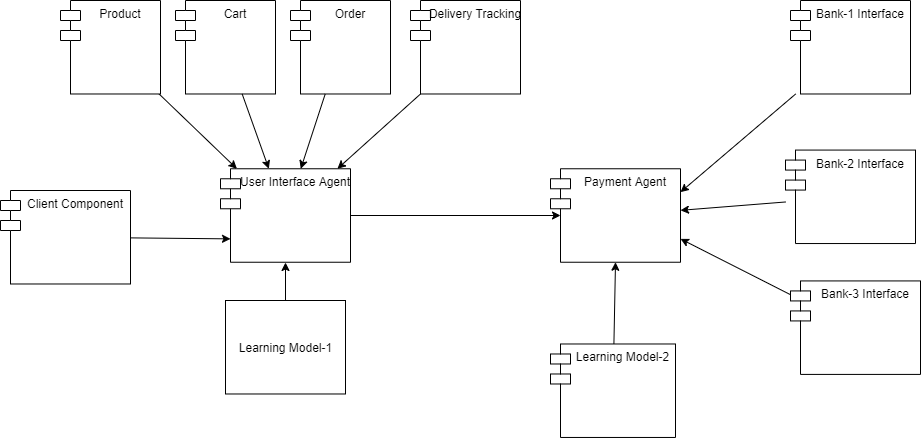 Product
Cart
Order
Delivery Tracking
Bank-1 Interface
Bank-2 Interface
User Interface Agent
Payment Agent
Client Component
Bank-3 Interface
Learning Model-1
Learning Model-2